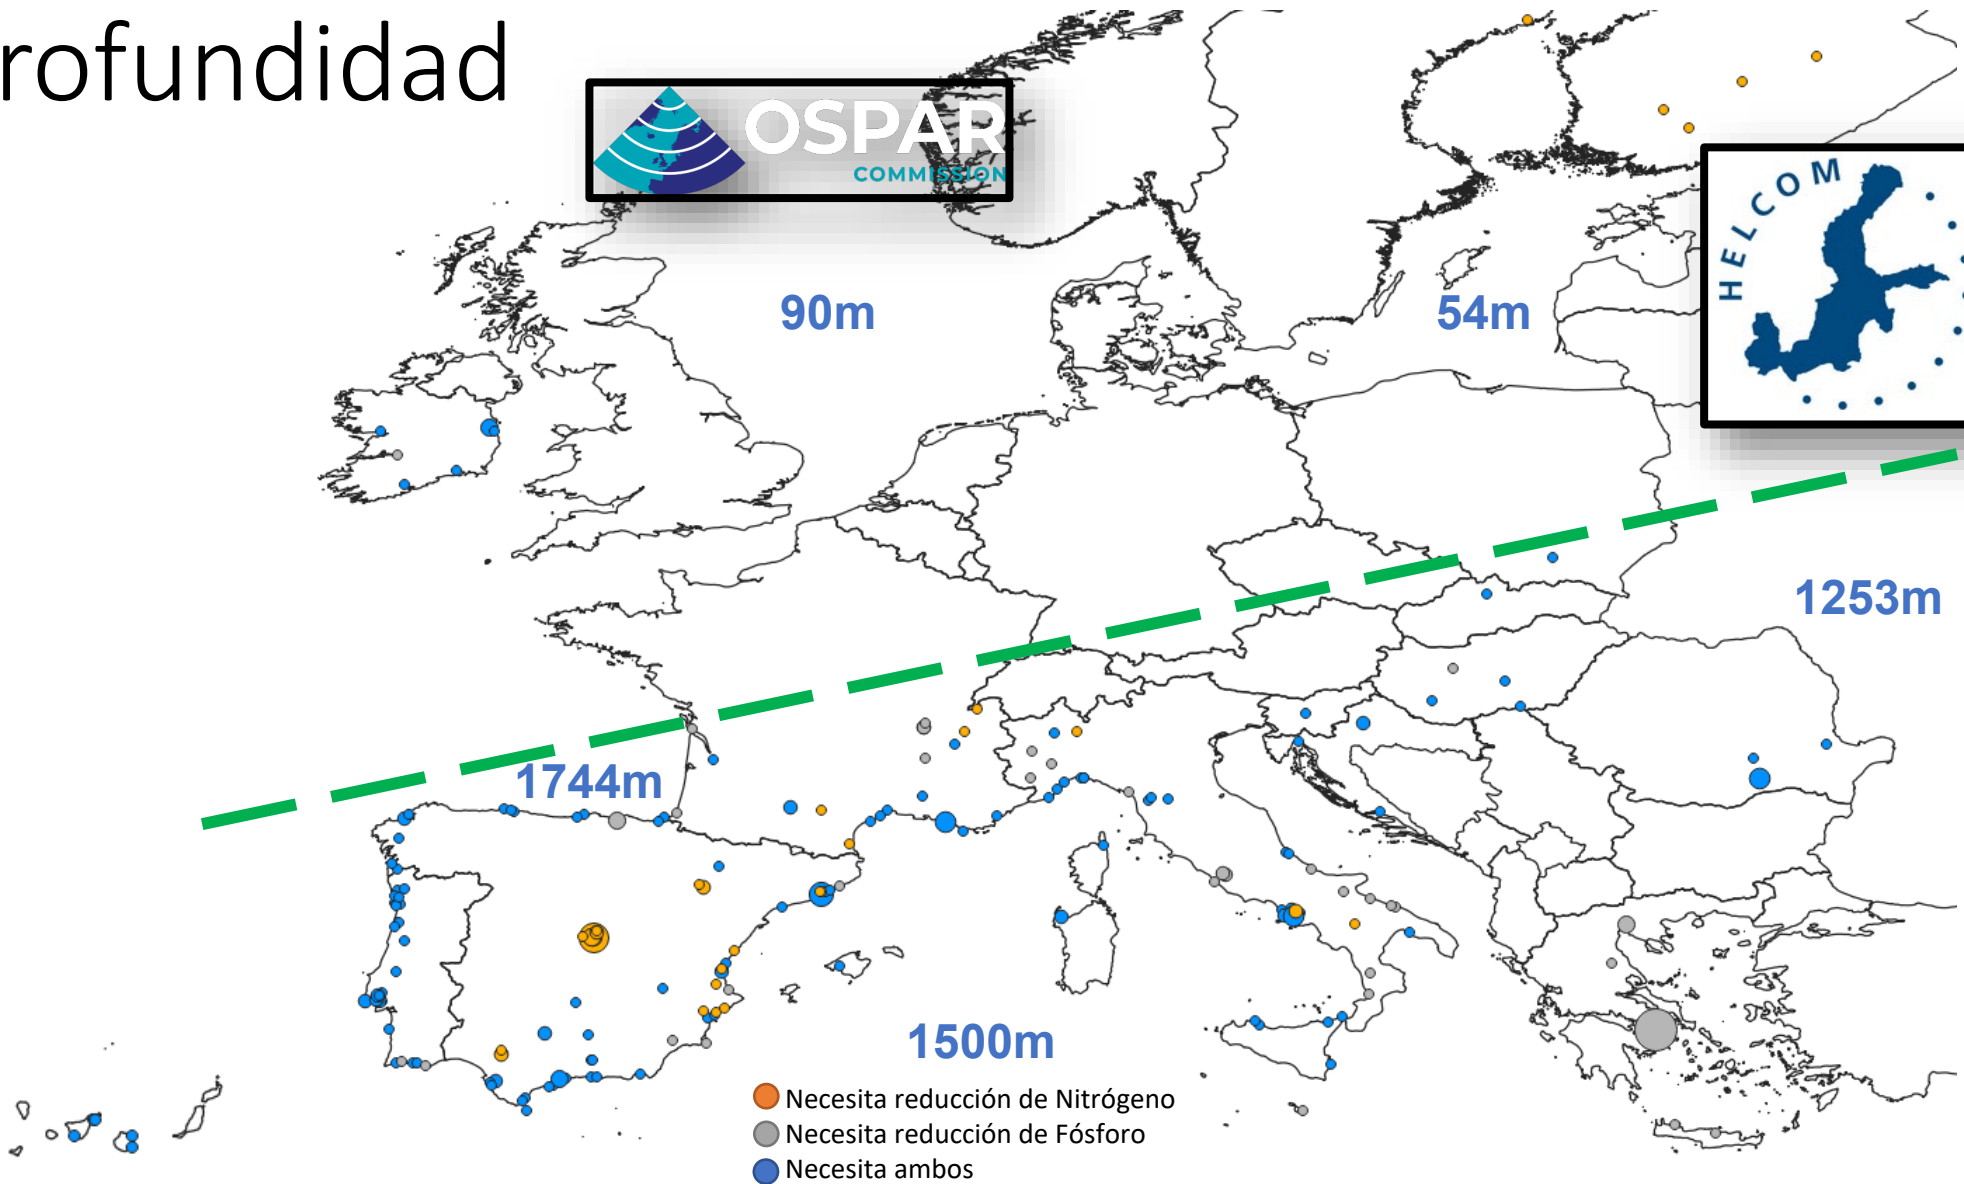 rofundidad
OSPAR
COMMISSION
HELCOM
90m
54m
1253m
1744m
1500m
Necesita reducción de Nitrógeno
Necesita reducción de Fósforo
Necesita ambos